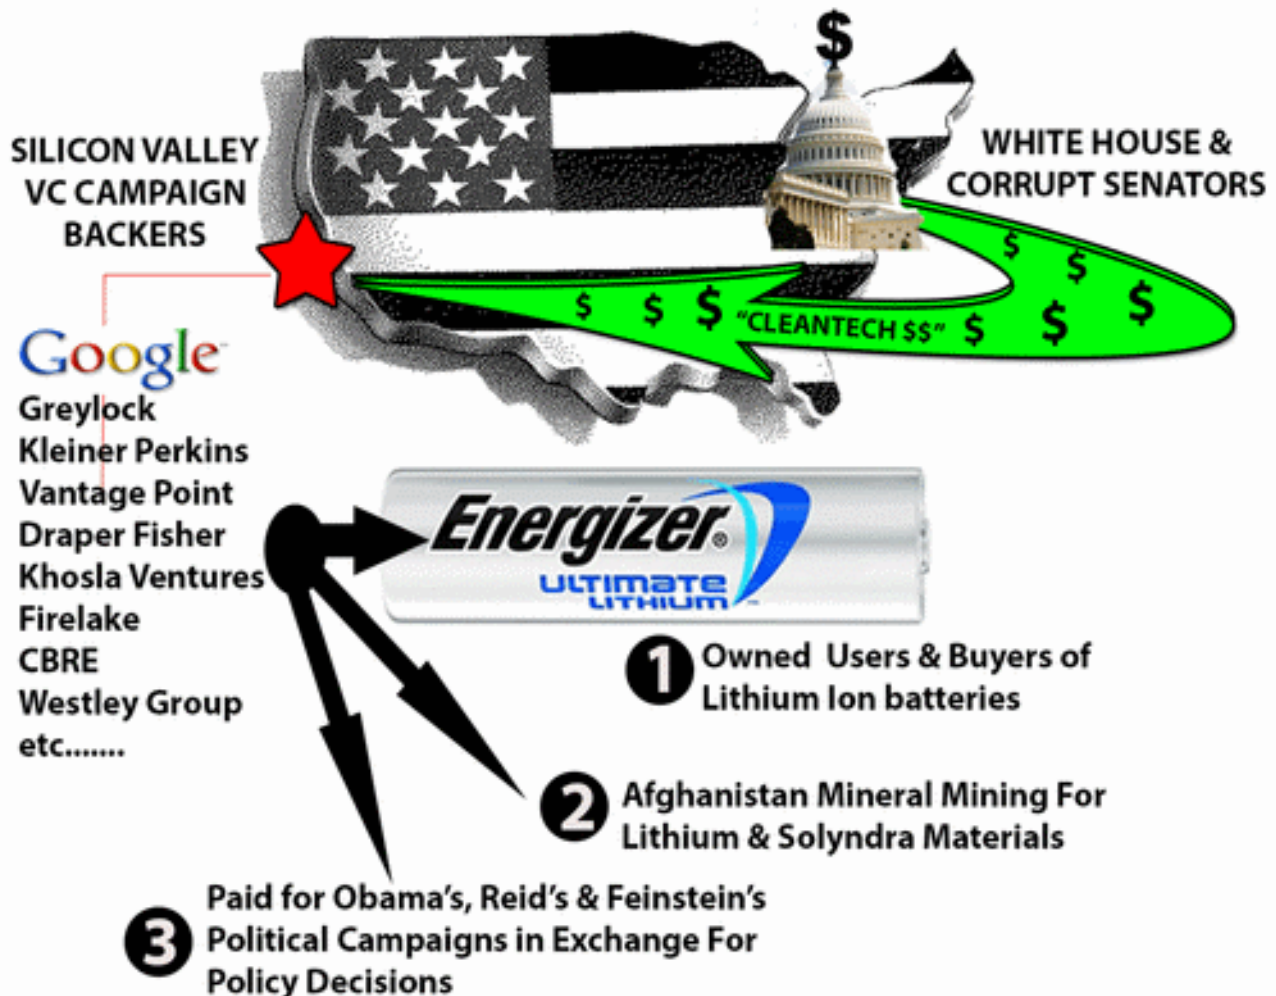 $
SILICON VALLEY
VC CAMPAIGN
BACKERS
WHITE HOUSE &
CORRUPT SENATORS
$ $ $ "CLEANTECH $$" $ $ $ $ $
Google
Greylock
Kleiner Perkins
Vantage Point
Draper Fisher
Khosla Ventures
Firelake
CBRE
Westley Group
etc.......
Energizer®
ULTIMATE
LITHIUM™
1 Owned Users & Buyers of
Lithium Ion batteries
2 Afghanistan Mineral Mining For
Lithium & Solyndra Materials
3 Paid for Obama's, Reid's & Feinstein's
Political Campaigns in Exchange For
Policy Decisions